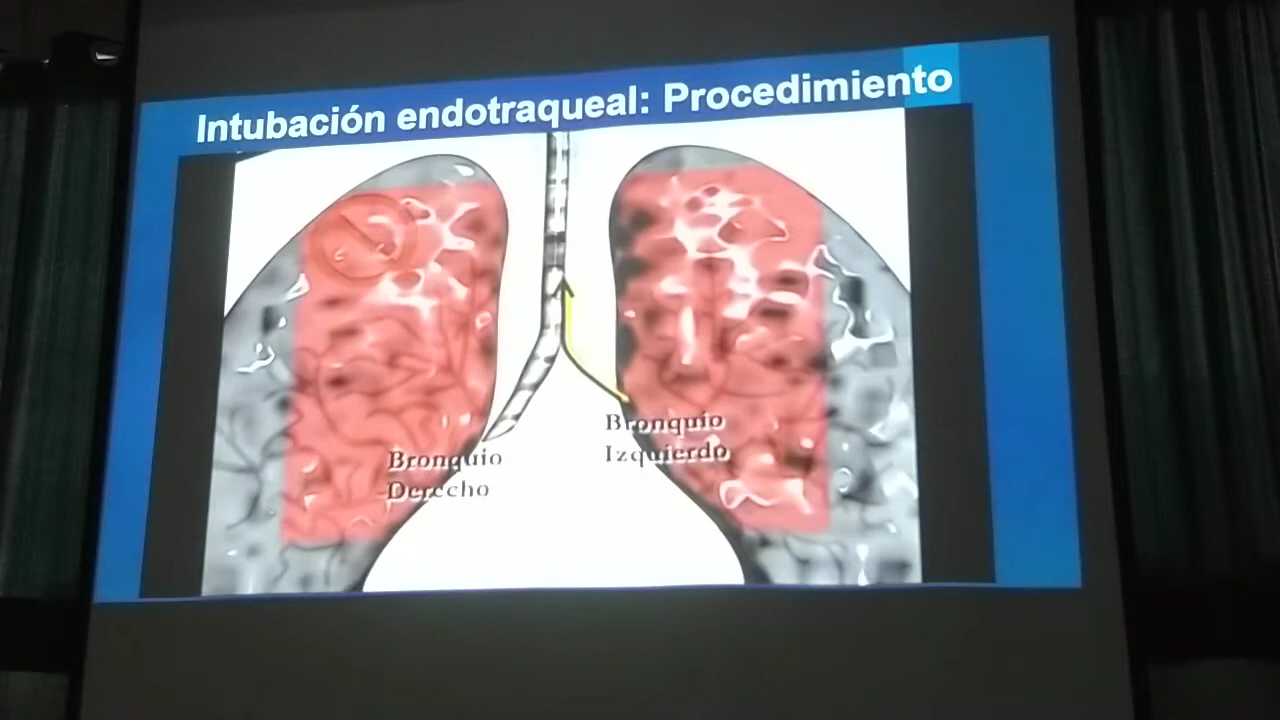 Intubación endotraqueal: Procedimiento
Bronquio
Izquierdo
Bronquio
Derecho